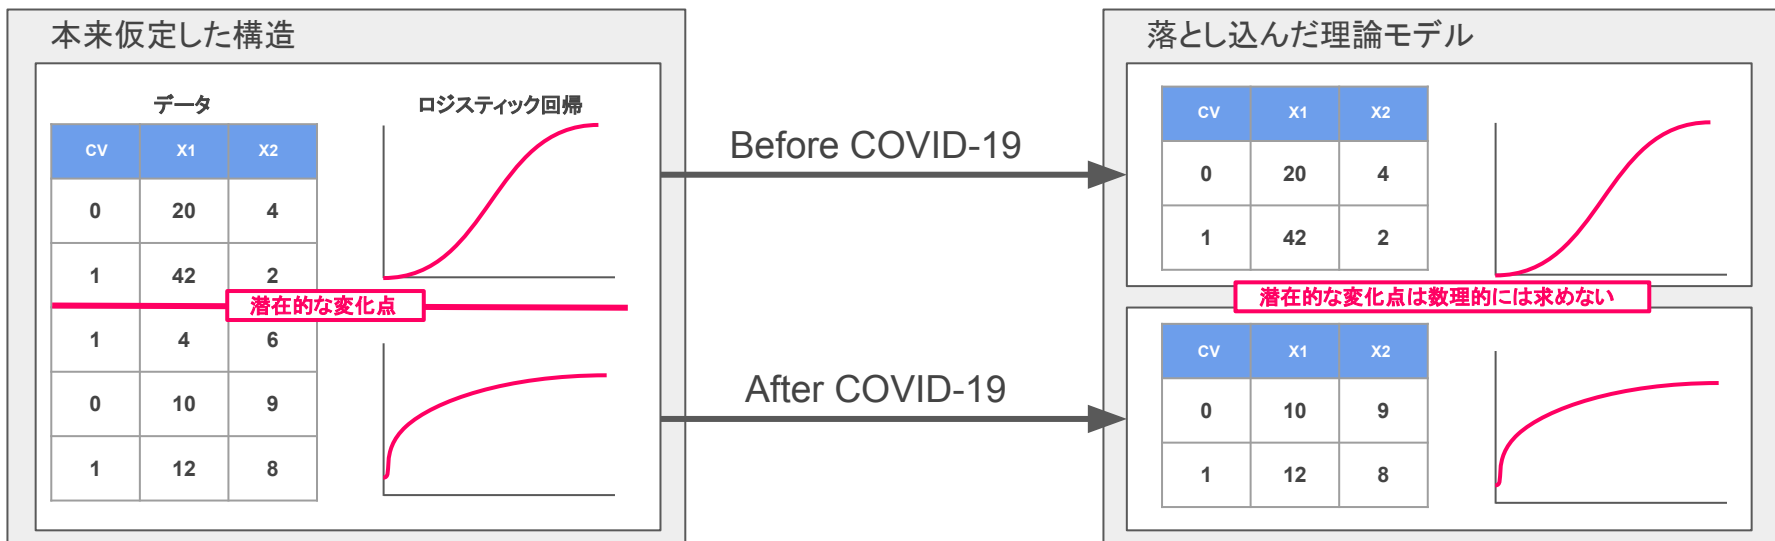 本来仮定した構造
データ
ロジスティック回帰
CV X1 X2
0 20 4
1 42 2
潜在的な変化点
1 4 6
0 10 9
1 12 8
Before COVID-19
After COVID-19
落とし込んだ理論モデル
CV X1 X2
0 20 4
1 42 2
潜在的な変化点は数理的には求めない
CV X1 X2
0 10 9
1 12 8